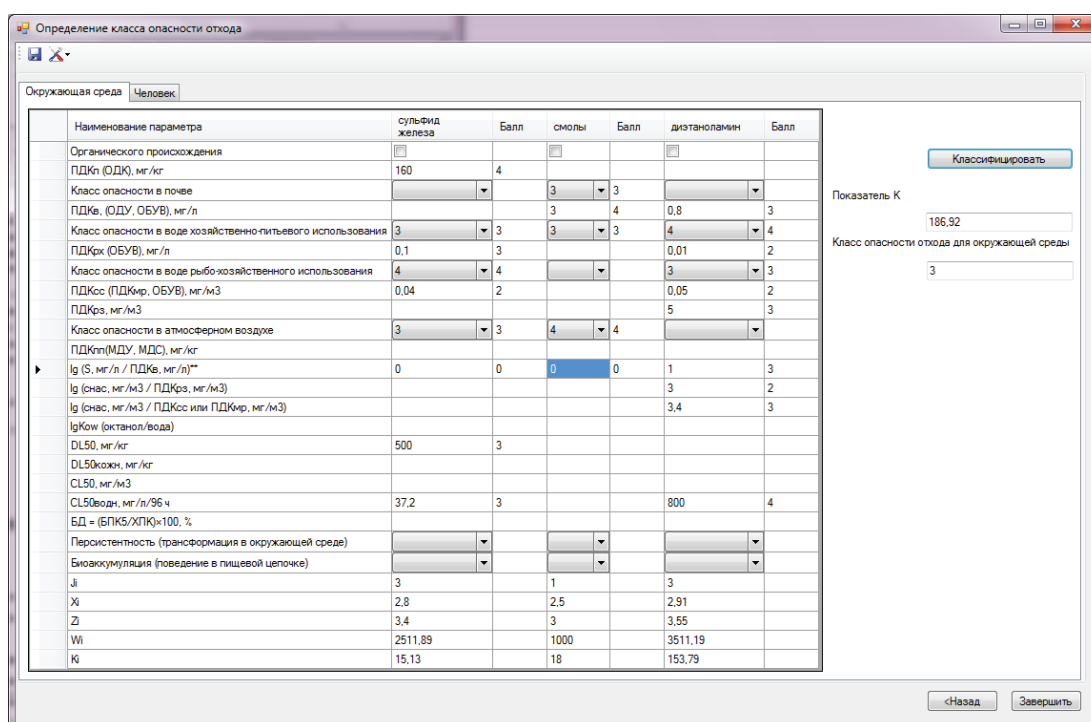 Определение класса опасности отхода
Окружающая среда Человек
Наименование параметра сульфид железа Балл смолы Балл диэтаноламин Балл
Органического происхождения
ПДКп (ОДК), мг/кг 160 4
Класс опасности в почве 3 3
ПДКв, (ОДУ, ОБУВ), мг/л 3 4 0,8 3
Класс опасности в воде хозяйственно-питьевого использования 3 3 3 3 4 4
ПДКрх (ОБУВ), мг/л 0,1 3 0,01 2
Класс опасности в воде рыбо-хозяйственного использования 4 4 3 3
ПДКсс (ПДКмр, ОБУВ), мг/м3 0,04 2 0,05 2
ПДКрз, мг/м3 5 3
Класс опасности в атмосферном воздухе 3 3 4 4
ПДКпп(МДУ, МДС), мг/кг
lg (S, мг/л / ПДКв, мг/л)** 0 0 0 0 1 3
lg (снас, мг/м3 / ПДКрз, мг/м3) 3 2
lg (снас, мг/м3 / ПДКсс или ПДКмр, мг/м3) 3,4 3
lgKow (октанол/вода)
DL50, мг/кг 500 3
DL50кожн, мг/кг
CL50, мг/м3
CL50водн, мг/л/96 ч 37,2 3 800 4
БД = (БПК5/ХПК)×100, %
Персистентность (трансформация в окружающей среде)
Биоаккумуляция (поведение в пищевой цепочке)
Ji 3 1 3
Xi 2,8 2,5 2,91
Zi 3,4 3 3,55
Wi 2511,89 1000 3511,19
Ki 15,13 18 153,79
Классифицировать
Показатель К
186,92
Класс опасности отхода для окружающей среды
3
<Назад Завершить